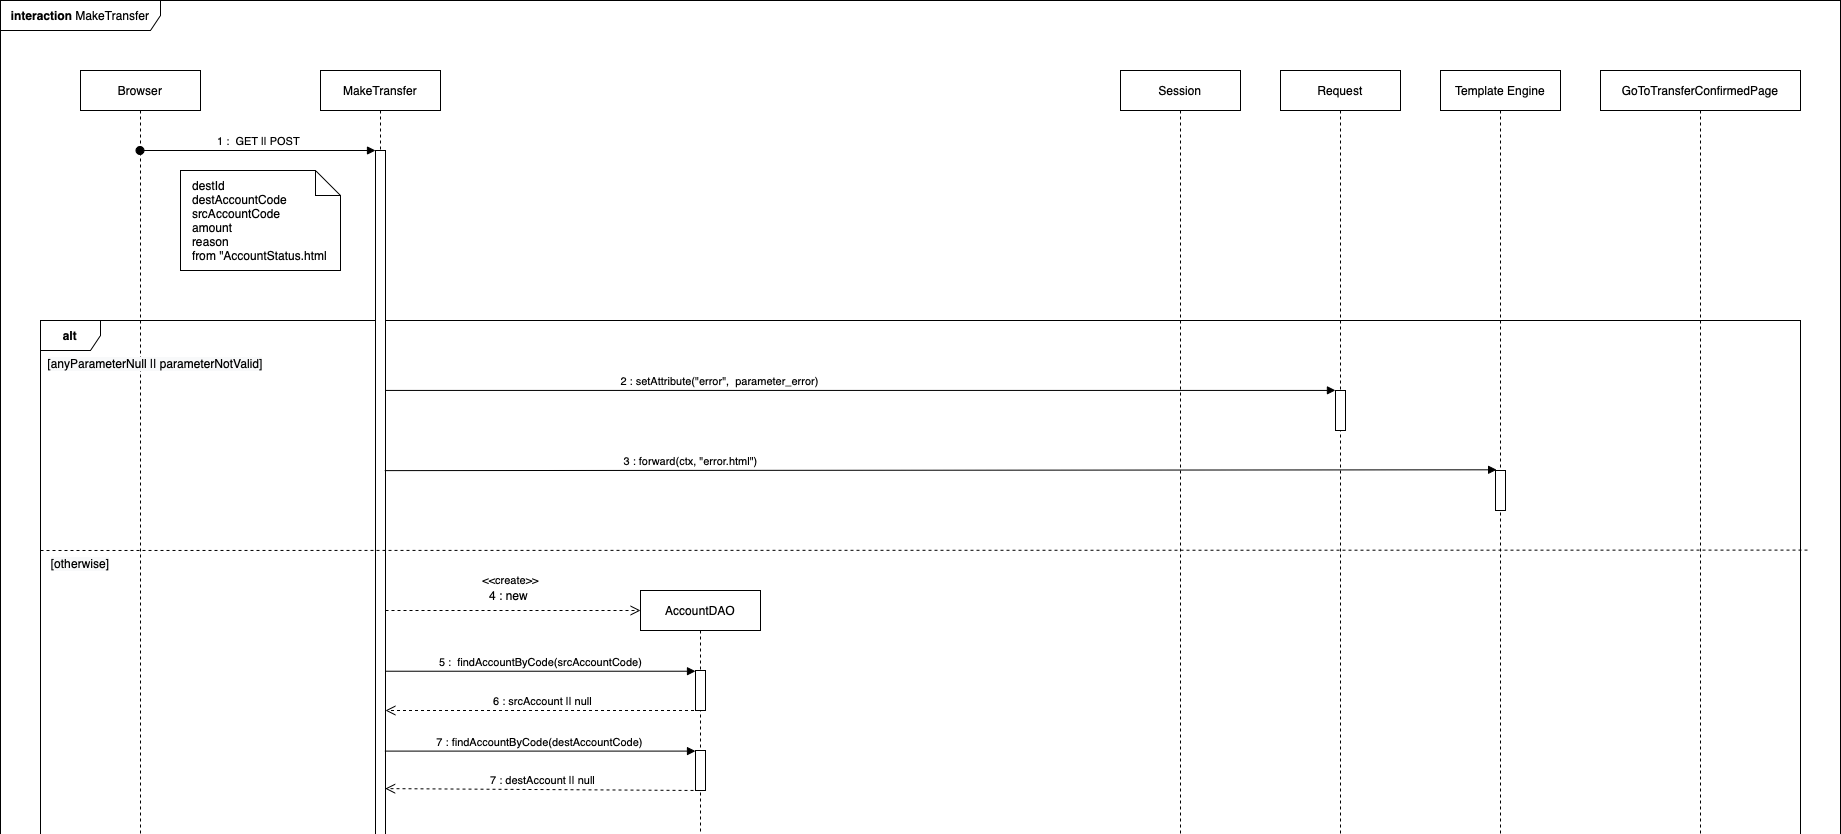 interaction MakeTransfer
Browser
MakeTransfer
Session
Request
Template Engine
GoToTransferConfirmedPage
1 :  GET || POST
destId
destAccountCode
srcAccountCode
amount
reason
from "AccountStatus.html
alt
[anyParameterNull || parameterNotValid]
2 : setAttribute("error",  parameter_error)
3 : forward(ctx, "error.html")
[otherwise]
<<create>>
4 : new
AccountDAO
5 :  findAccountByCode(srcAccountCode)
6 : srcAccount || null
7 : findAccountByCode(destAccountCode)
7 : destAccount || null